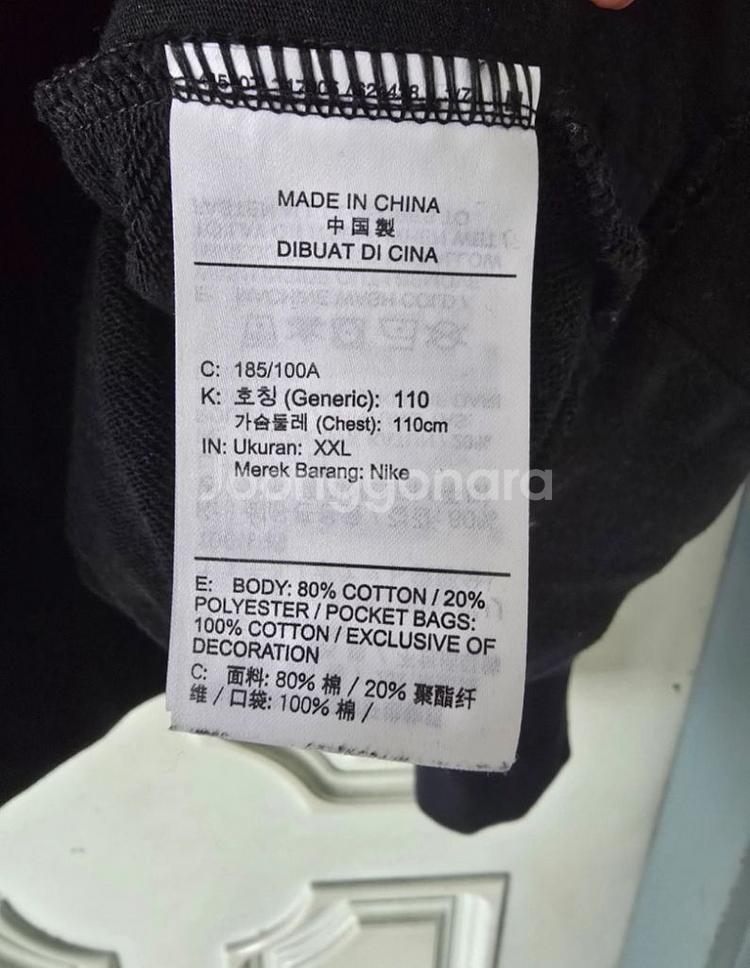 MADE IN CHINA
中国製
DIBUAT DI CINA
C: 185/100A
K: 호칭 (Generic): 110
가슴둘레 (Chest): 110cm
IN: Ukuran: XXL
Merek Barang: Nike
Joonggonara
E: BODY: 80% COTTON / 20%
POLYESTER / POCKET BAGS:
100% COTTON / EXCLUSIVE OF
DECORATION
C: 面料: 80% 棉 / 20% 聚酯纤
维 / 口袋: 100% 棉 /